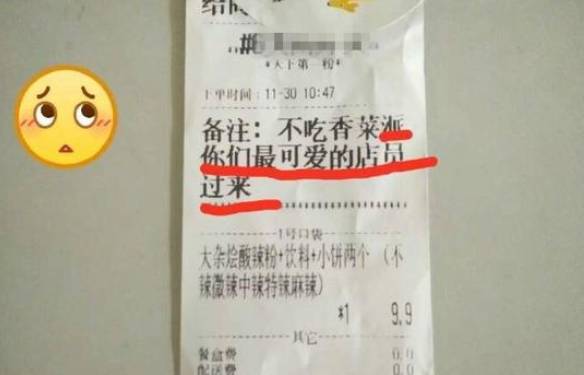 *天下第一粉*
下单时间:11-30 10:47
备注：不吃香菜派
你们最可爱的店员
过来
1号口袋
大杂烩酸辣粉+饮料+小饼两个 (不
辣微辣中辣特辣麻辣)
*1 9.9
其它
餐盒费 0.0
配送费 0.0